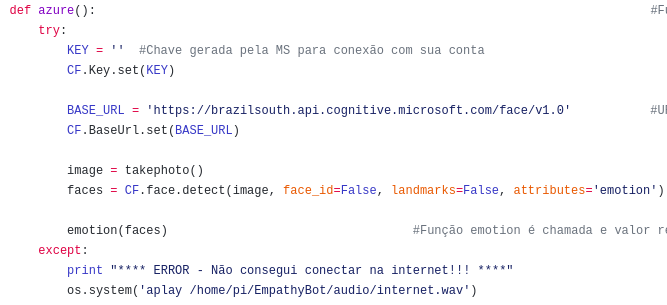 def azure():    #Fu
try:
KEY = ''  #Chave gerada pela MS para conexão com sua conta
CF.Key.set(KEY)
BASE_URL = 'https://brazilsouth.api.cognitive.microsoft.com/face/v1.0'    #UR
CF.BaseUrl.set(BASE_URL)
image = takephoto()
faces = CF.face.detect(image, face_id=False, landmarks=False, attributes='emotion')
emotion(faces)    #Função emotion é chamada e valor re
except:
print "**** ERROR - Não consegui conectar na internet!!! ****"
os.system('aplay /home/pi/EmpathyBot/audio/internet.wav')